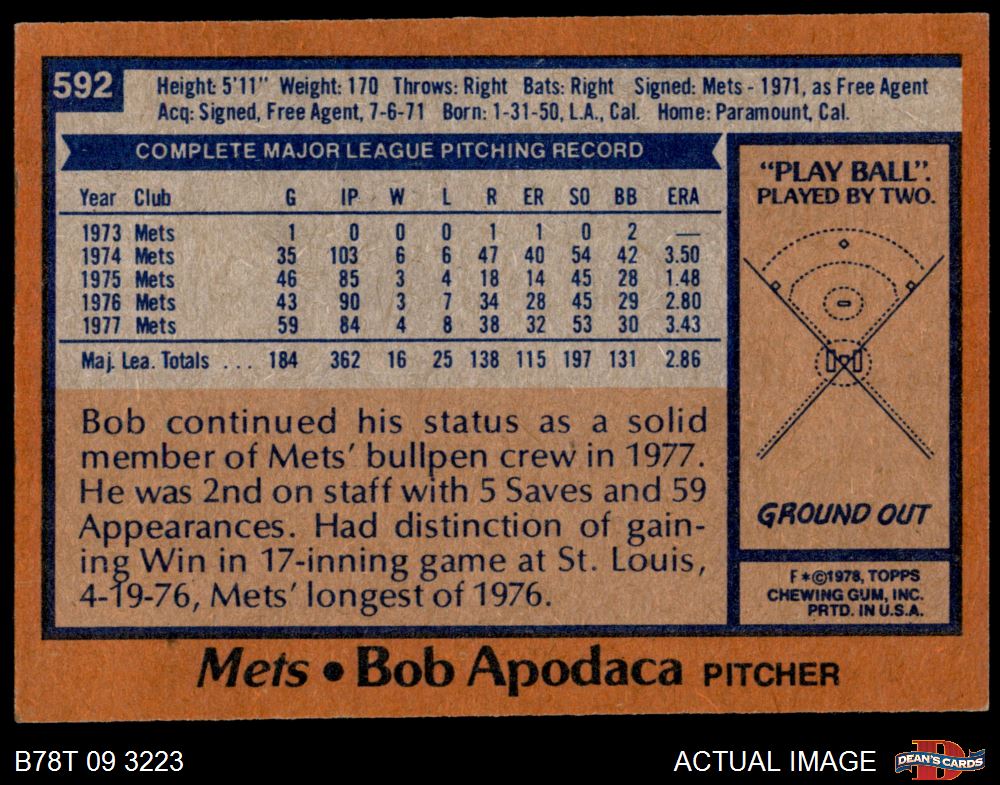 592
Height: 5'11" Weight: 170 Throws: Right Bats: Right Signed: Mets - 1971, as Free Agent
Acq: Signed, Free Agent, 7-6-71 Born: 1-31-50, L.A., Cal. Home: Paramount, Cal.
COMPLETE MAJOR LEAGUE PITCHING RECORD
Year Club G IP W L R ER SO BB ERA
1973 Mets 1 0 0 0 1 1 0 2 —
1974 Mets 35 103 6 6 47 40 54 42 3.50
1975 Mets 46 85 3 4 18 14 45 28 1.48
1976 Mets 43 90 3 7 34 28 45 29 2.80
1977 Mets 59 84 4 8 38 32 53 30 3.43
Maj. Lea. Totals . . . 184 362 16 25 138 115 197 131 2.86
Bob continued his status as a solid
member of Mets' bullpen crew in 1977.
He was 2nd on staff with 5 Saves and 59
Appearances. Had distinction of gain-
ing Win in 17-inning game at St. Louis,
4-19-76, Mets' longest of 1976.
"PLAY BALL".
PLAYED BY TWO.
GROUND OUT
F*©1978, TOPPS
CHEWING GUM, INC.
PRTD. IN U.S.A.
Mets • Bob Apodaca PITCHER
B78T 09 3223
ACTUAL IMAGE
D
DEAN'S CARDS